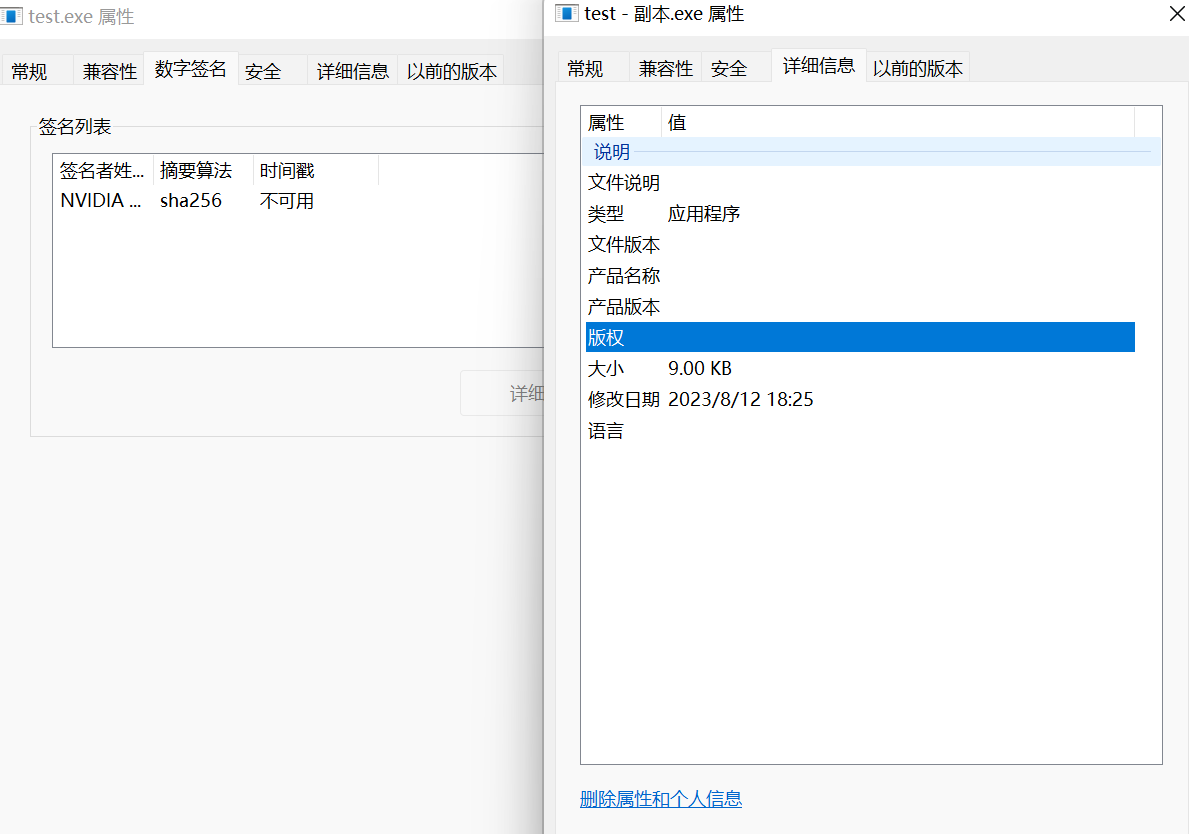 test.exe 属性
常规 兼容性 数字签名 安全 详细信息 以前的版本
签名列表
签名者姓... 摘要算法 时间戳
NVIDIA ... sha256 不可用
详细
test - 副本.exe 属性
常规 兼容性 安全 详细信息 以前的版本
属性 值
说明
文件说明
类型 应用程序
文件版本
产品名称
产品版本
版权
大小 9.00 KB
修改日期 2023/8/12 18:25
语言
删除属性和个人信息